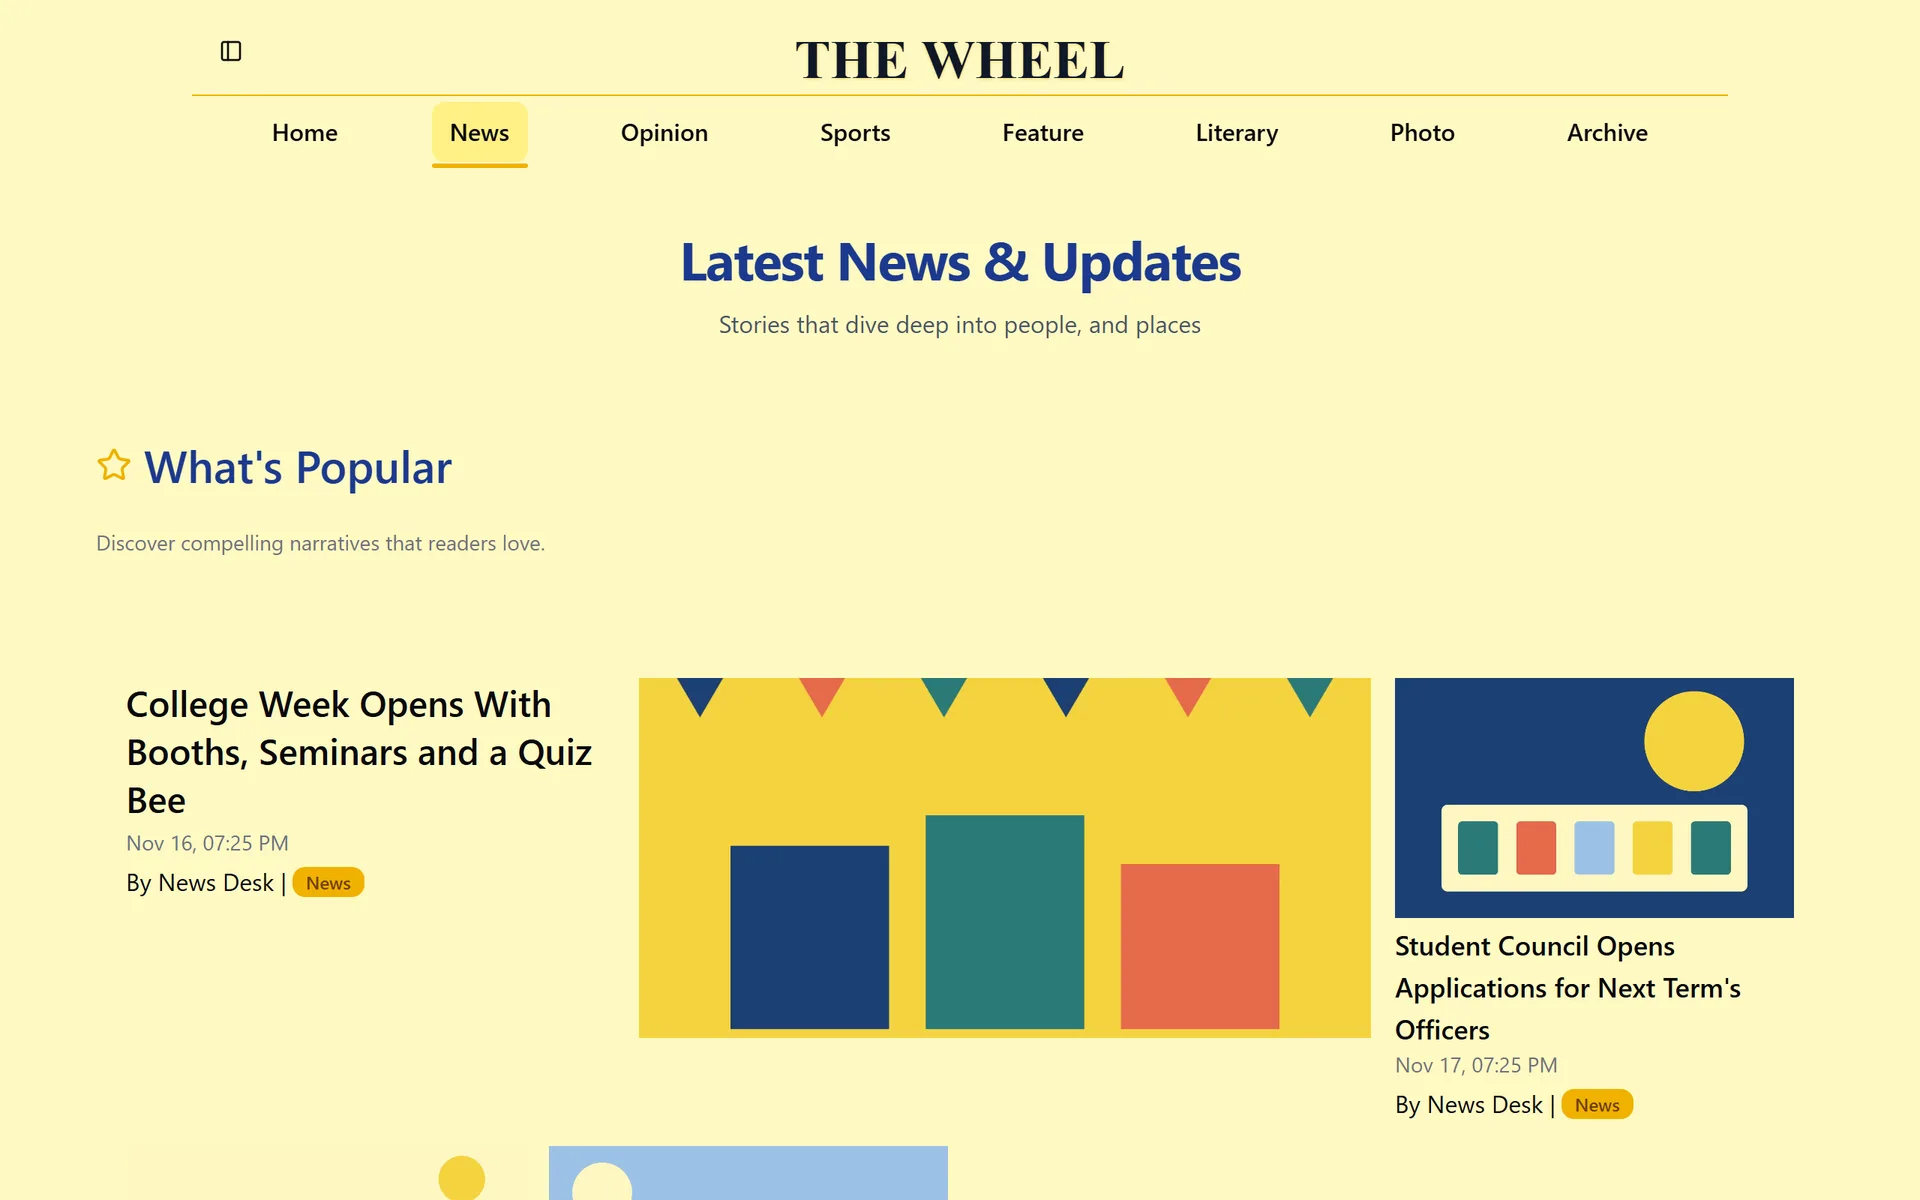 THE WHEEL
Home
News
Opinion
Sports
Feature
Literary
Photo
Archive
Latest News & Updates
Stories that dive deep into people, and places
What's Popular
Discover compelling narratives that readers love.
College Week Opens With
Booths, Seminars and a Quiz
Bee
Nov 16, 07:25 PM
By News Desk | News
Student Council Opens
Applications for Next Term's
Officers
Nov 17, 07:25 PM
By News Desk | News